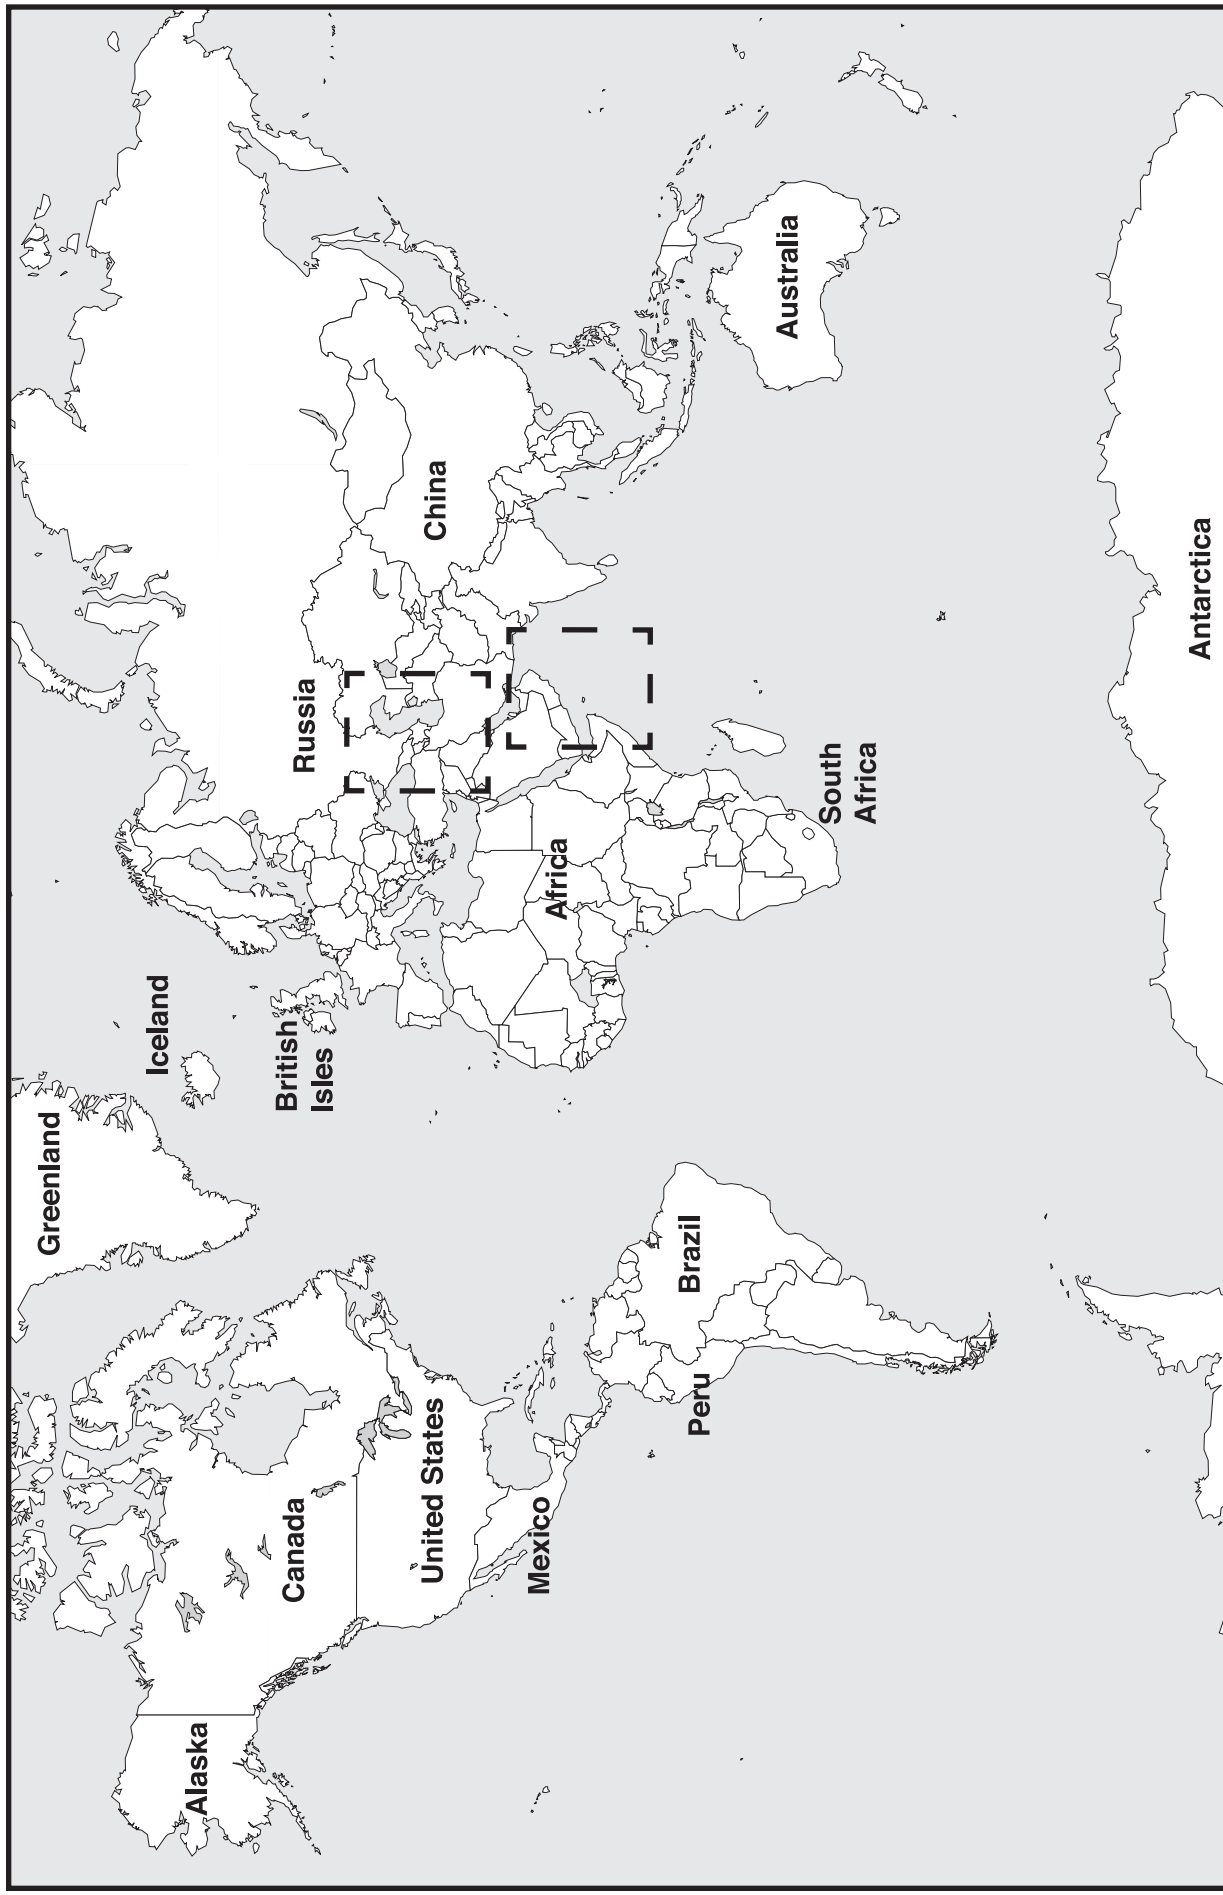 Greenland
Iceland
Alaska
Russia
British
Isles
Canada
China
United States
Mexico
Africa
Brazil
Peru
Australia
South
Africa
Antarctica